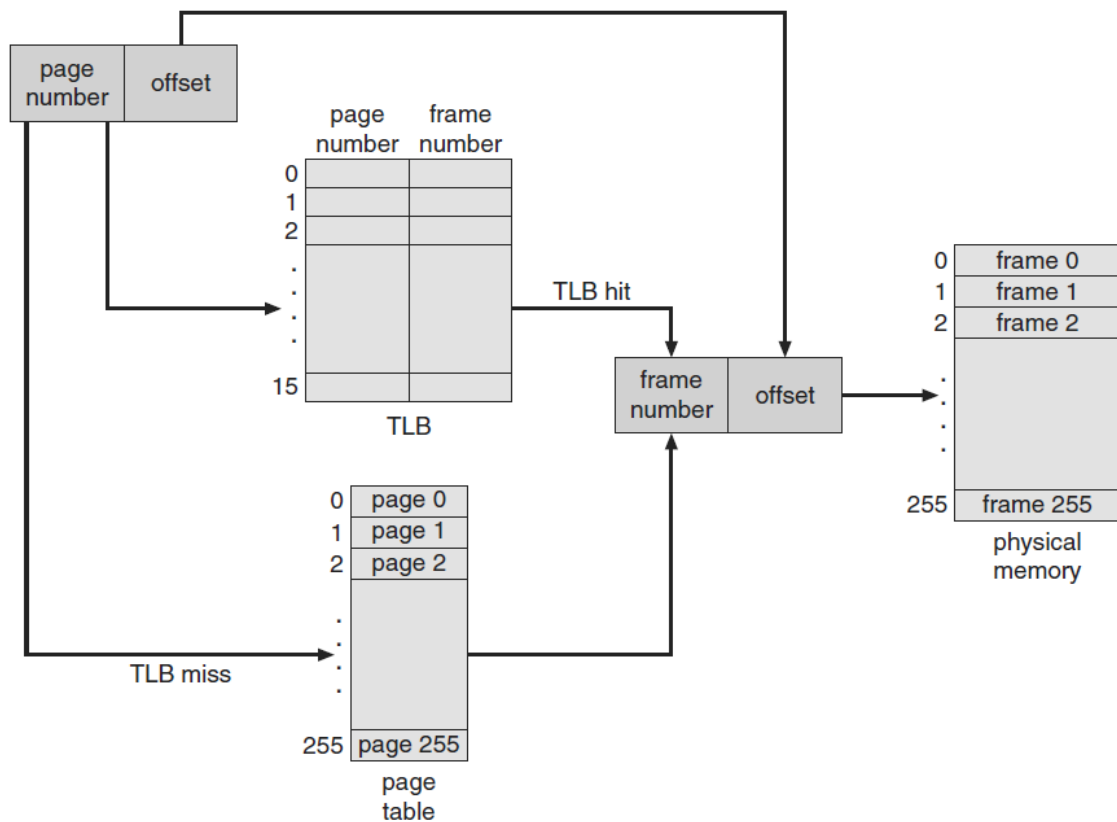 page
number
offset
page
number
frame
number
0
1
2
.
.
.
.
15
TLB
TLB hit
frame
number
offset
0 frame 0
1 frame 1
2 frame 2
.
.
.
.
255 frame 255
physical
memory
0 page 0
1 page 1
2 page 2
.
.
.
.
TLB miss
255 page 255
page
table